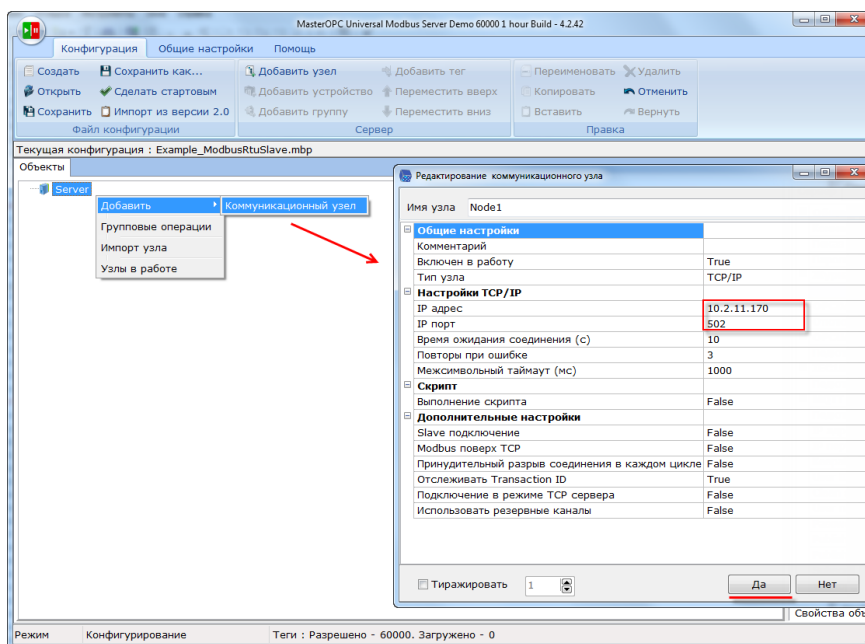 MasterOPC Universal Modbus Server Demo 60000 1 hour Build - 4.2.42
Конфигурация Общие настройки Помощь
Создать Сохранить как... Добавить узел Добавить тег Переименовать Удалить
Открыть Сделать стартовым Добавить устройство Переместить вверх Копировать Отменить
Сохранить Импорт из версии 2.0 Добавить группу Переместить вниз Вставить Вернуть
Файл конфигурации Сервер Правка
Текущая конфигурация : Example_ModbusRtuSlave.mbp
Объекты
Server
Добавить Коммуникационный узел
Групповые операции
Импорт узла
Узлы в работе
Редактирование коммуникационного узла
Имя узла Node1
Общие настройки
Комментарий
Включен в работу True
Тип узла TCP/IP
Настройки TCP/IP
IP адрес 10.2.11.170
IP порт 502
Время ожидания соединения (с) 10
Повторы при ошибке 3
Межсимвольный таймаут (мс) 1000
Скрипт
Выполнение скрипта False
Дополнительные настройки
Slave подключение False
Modbus поверх TCP False
Принудительный разрыв соединения в каждом цикле False
Отслеживать Transaction ID True
Подключение в режиме TCP сервера False
Использовать резервные каналы False
Тиражировать 1 Да Нет
Свойства объ
Режим Конфигурирование Теги : Разрешено - 60000. Загружено - 0